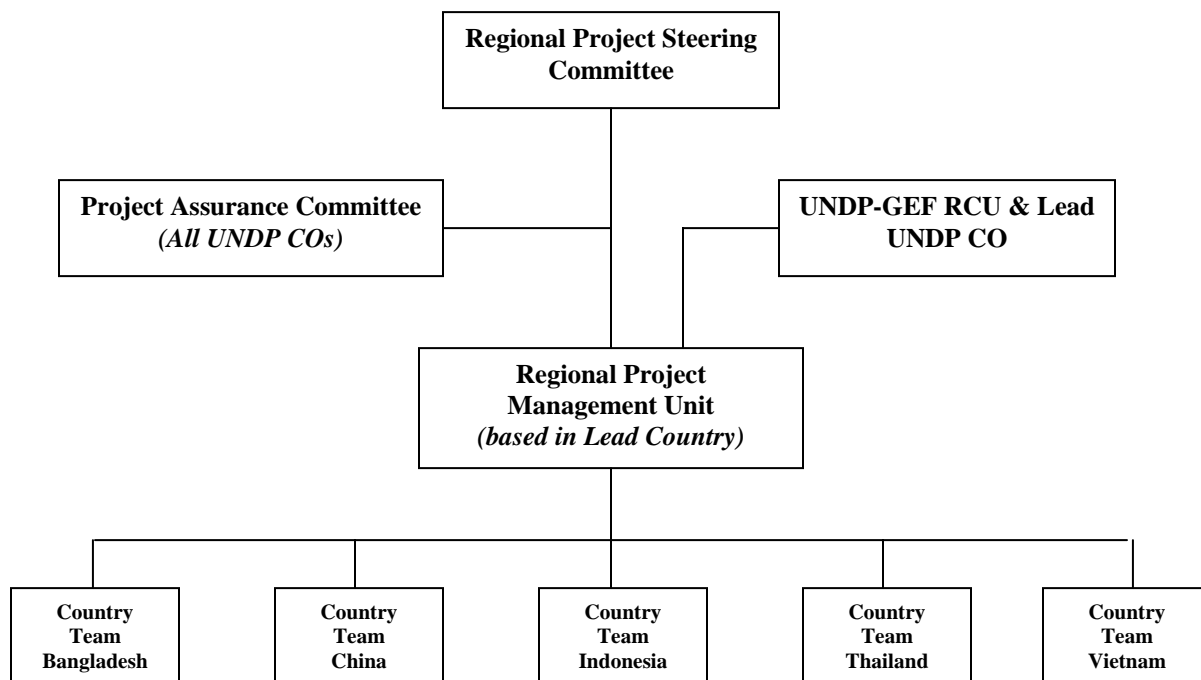 Regional Project Steering
Committee
Project Assurance Committee
(All UNDP COs)
UNDP-GEF RCU & Lead
UNDP CO
Regional Project
Management Unit
(based in Lead Country)
Country
Team
Bangladesh
Country
Team
China
Country
Team
Indonesia
Country
Team
Thailand
Country
Team
Vietnam